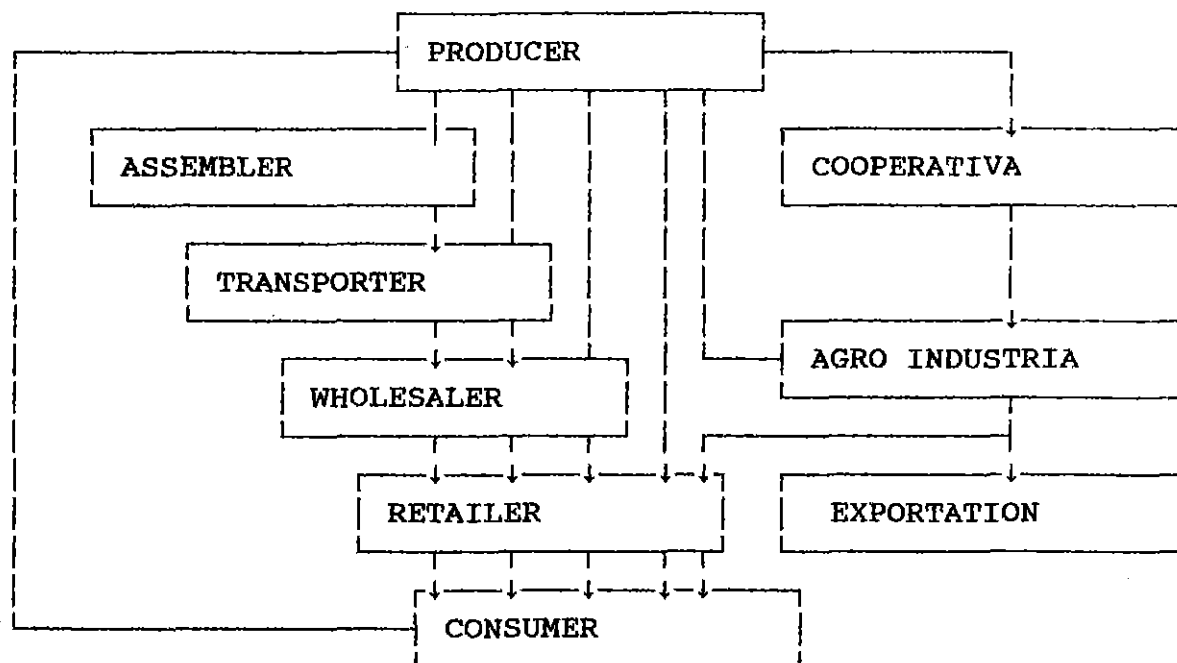 PRODUCER
ASSEMBLER
COOPERATIVA
TRANSPORTER
AGRO INDUSTRIA
WHOLESALER
RETAILER
EXPORTATION
CONSUMER